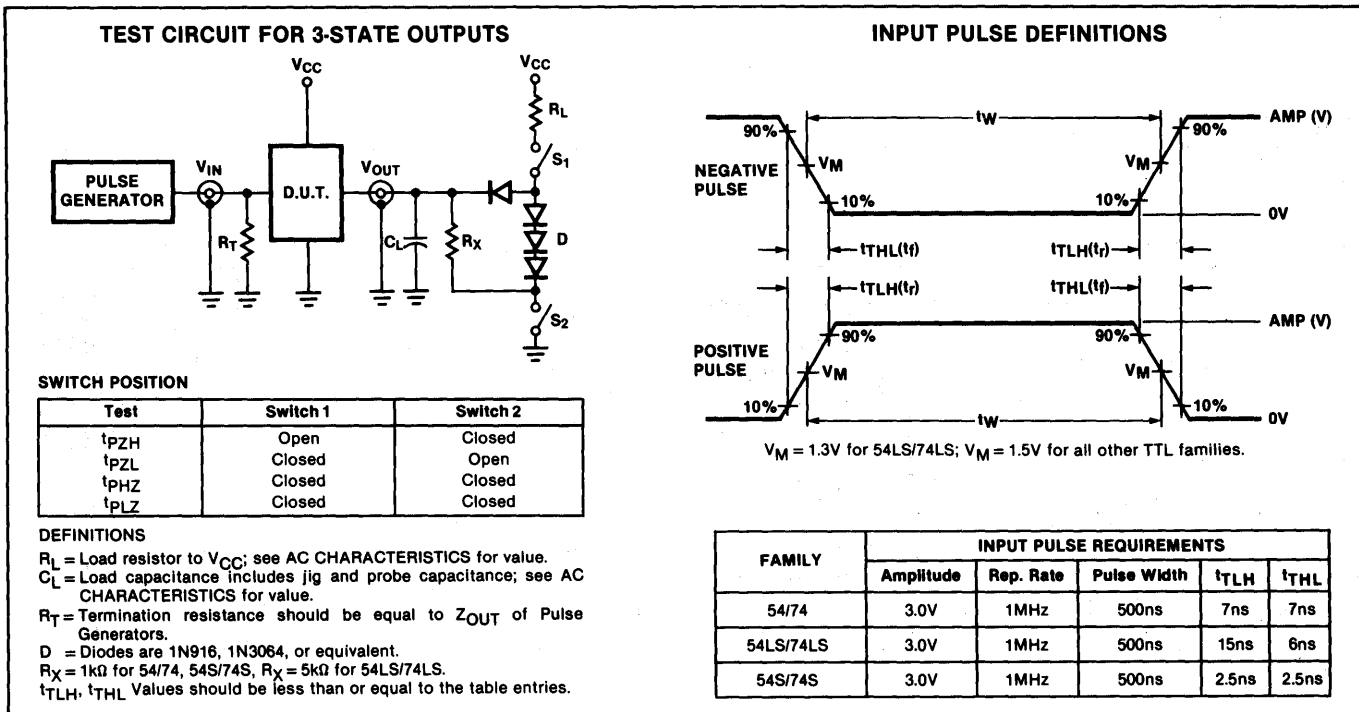 TEST CIRCUIT FOR 3-STATE OUTPUTS
VCC
VCC
RL
S1
PULSE
GENERATOR
VIN
D.U.T.
VOUT
RT
CL
RX
D
S2
SWITCH POSITION
Test Switch 1 Switch 2
tPZH Open Closed
tPZL Closed Open
tPHZ Closed Closed
tPLZ Closed Closed
DEFINITIONS
RL = Load resistor to VCC; see AC CHARACTERISTICS for value.
CL = Load capacitance includes jig and probe capacitance; see AC
CHARACTERISTICS for value.
RT = Termination resistance should be equal to ZOUT of Pulse
Generators.
D = Diodes are 1N916, 1N3064, or equivalent.
RX = 1kΩ for 54/74, 54S/74S, RX = 5kΩ for 54LS/74LS.
tTLH, tTHL Values should be less than or equal to the table entries.
INPUT PULSE DEFINITIONS
90% tW 90% AMP (V)
NEGATIVE
PULSE
VM VM
10% 10% 0V
tTHL(tf) tTLH(tr)
tTLH(tr) tTHL(tf)
AMP (V)
90% 90%
POSITIVE
PULSE
VM VM
10% tW 10% 0V
VM = 1.3V for 54LS/74LS; VM = 1.5V for all other TTL families.
FAMILY INPUT PULSE REQUIREMENTS
Amplitude Rep. Rate Pulse Width tTLH tTHL
54/74 3.0V 1MHz 500ns 7ns 7ns
54LS/74LS 3.0V 1MHz 500ns 15ns 6ns
54S/74S 3.0V 1MHz 500ns 2.5ns 2.5ns